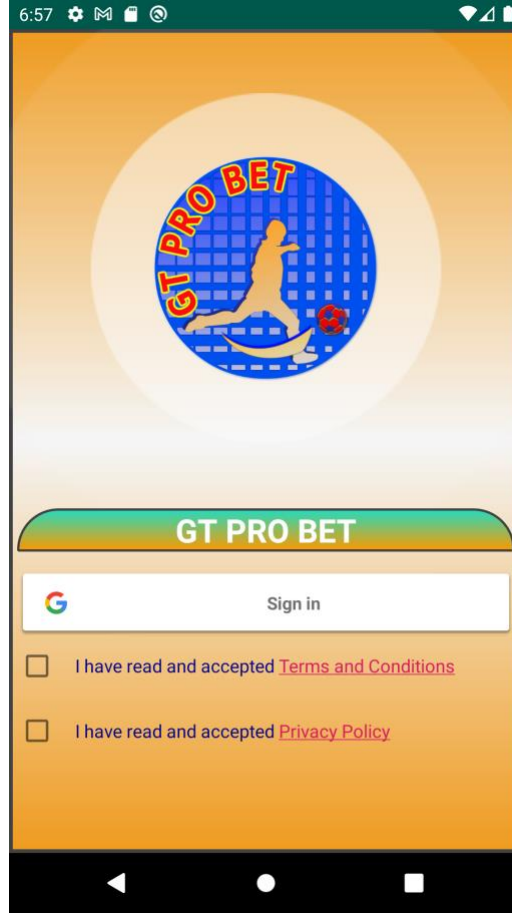 6:57
GT PRO BET
GT PRO BET
Sign in
I have read and accepted Terms and Conditions
I have read and accepted Privacy Policy